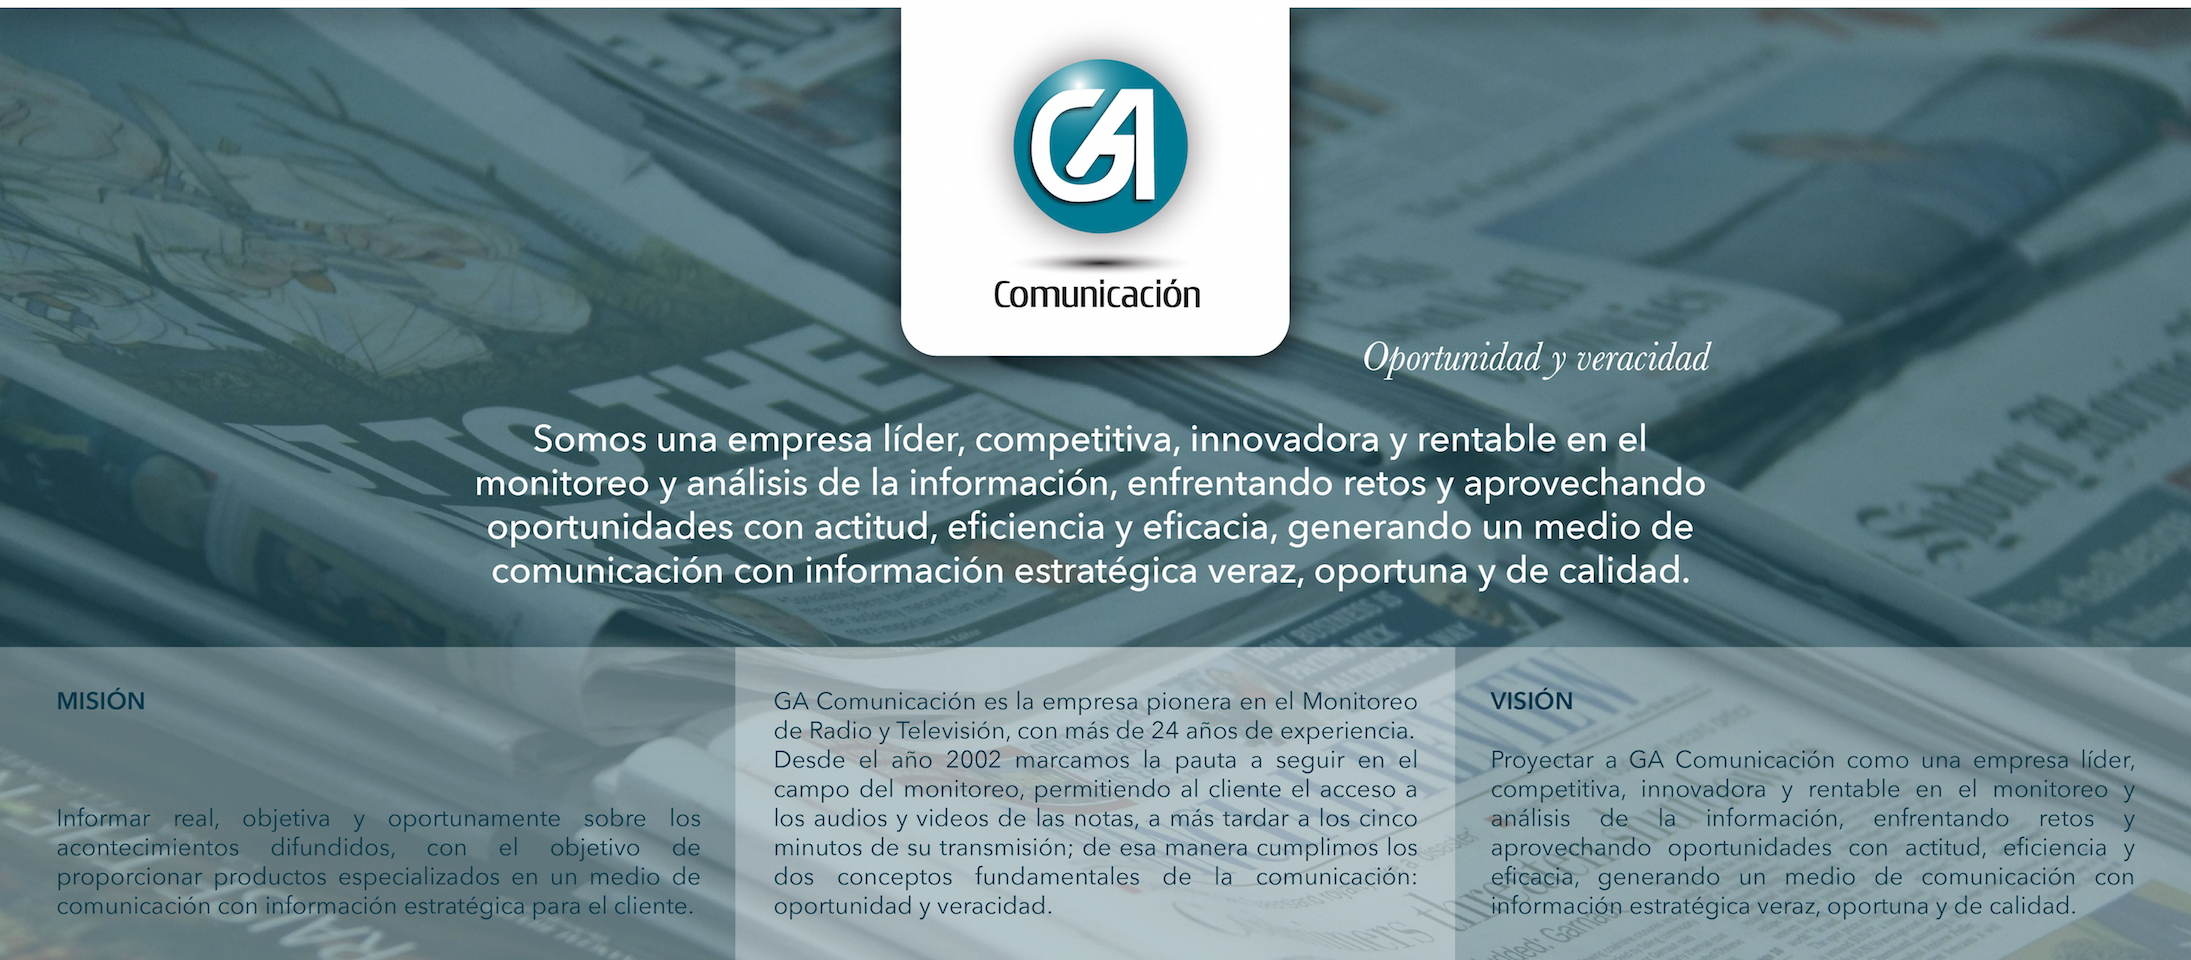 GA
Comunicación
Oportunidad y veracidad
Somos una empresa líder, competitiva, innovadora y rentable en el
monitoreo y análisis de la información, enfrentando retos y aprovechando
oportunidades con actitud, eficiencia y eficacia, generando un medio de
comunicación con información estratégica veraz, oportuna y de calidad.
MISIÓN
Informar real, objetiva y oportunamente sobre los
acontecimientos difundidos, con el objetivo de
proporcionar productos especializados en un medio de
comunicación con información estratégica para el cliente.
GA Comunicación es la empresa pionera en el Monitoreo
de Radio y Televisión, con más de 24 años de experiencia.
Desde el año 2002 marcamos la pauta a seguir en el
campo del monitoreo, permitiendo al cliente el acceso a
los audios y videos de las notas, a más tardar a los cinco
minutos de su transmisión; de esa manera cumplimos los
dos conceptos fundamentales de la comunicación:
oportunidad y veracidad.
VISIÓN
Proyectar a GA Comunicación como una empresa líder,
competitiva, innovadora y rentable en el monitoreo y
análisis de la información, enfrentando retos y
aprovechando oportunidades con actitud, eficiencia y
eficacia, generando un medio de comunicación con
información estratégica veraz, oportuna y de calidad.
TO THE